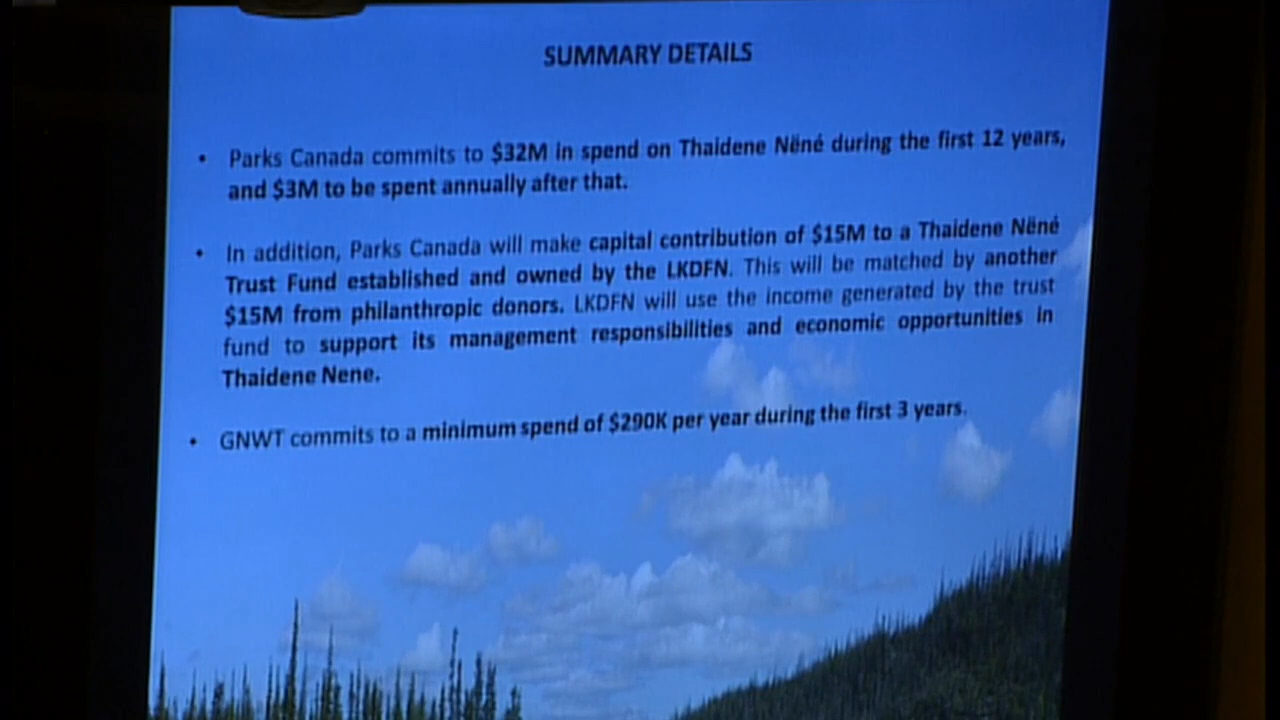 SUMMARY DETAILS
• Parks Canada commits to $32M in spend on Thaidene Nëné during the first 12 years,
and $3M to be spent annually after that.
• In addition, Parks Canada will make capital contribution of $15M to a Thaidene Nëné
Trust Fund established and owned by the LKDFN. This will be matched by another
$15M from philanthropic donors. LKDFN will use the income generated by the trust
fund to support its management responsibilities and economic opportunities in
Thaidene Nene.
• GNWT commits to a minimum spend of $290K per year during the first 3 years.